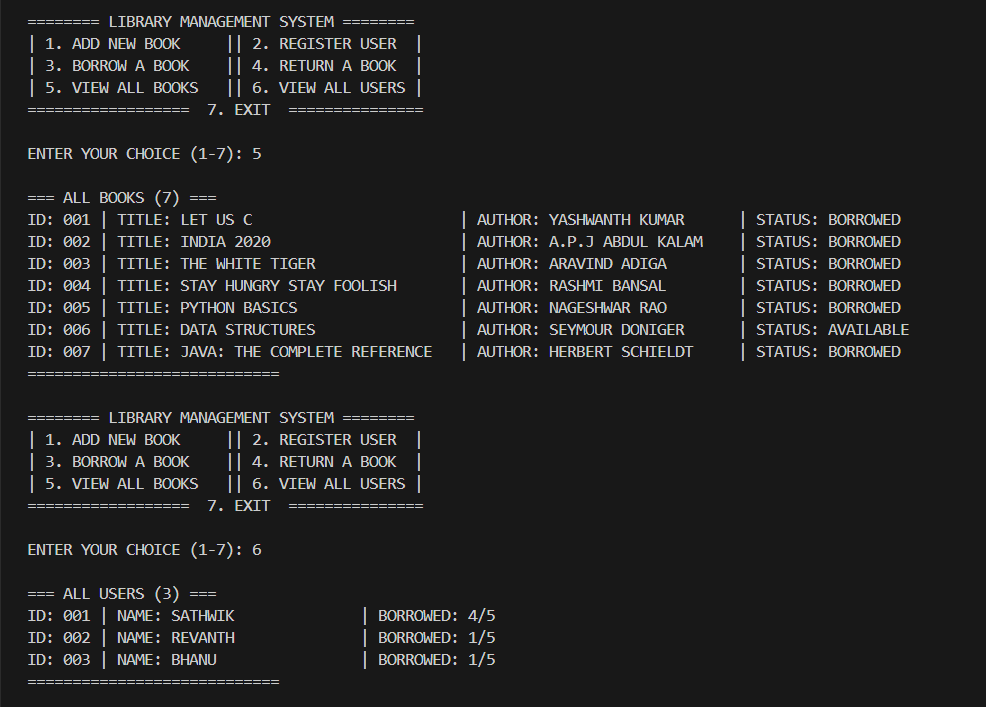 ======== LIBRARY MANAGEMENT SYSTEM ========
| 1. ADD NEW BOOK     || 2. REGISTER USER  |
| 3. BORROW A BOOK    || 4. RETURN A BOOK  |
| 5. VIEW ALL BOOKS   || 6. VIEW ALL USERS |
==================  7. EXIT  ===============
ENTER YOUR CHOICE (1-7): 5
=== ALL BOOKS (7) ===
ID: 001 | TITLE: LET US C                       | AUTHOR: YASHWANTH KUMAR      | STATUS: BORROWED
ID: 002 | TITLE: INDIA 2020                     | AUTHOR: A.P.J ABDUL KALAM    | STATUS: BORROWED
ID: 003 | TITLE: THE WHITE TIGER                | AUTHOR: ARAVIND ADIGA        | STATUS: BORROWED
ID: 004 | TITLE: STAY HUNGRY STAY FOOLISH       | AUTHOR: RASHMI BANSAL        | STATUS: BORROWED
ID: 005 | TITLE: PYTHON BASICS                  | AUTHOR: NAGESHWAR RAO        | STATUS: BORROWED
ID: 006 | TITLE: DATA STRUCTURES                | AUTHOR: SEYMOUR DONIGER      | STATUS: AVAILABLE
ID: 007 | TITLE: JAVA: THE COMPLETE REFERENCE   | AUTHOR: HERBERT SCHIELDT     | STATUS: BORROWED
============================
======== LIBRARY MANAGEMENT SYSTEM ========
| 1. ADD NEW BOOK     || 2. REGISTER USER  |
| 3. BORROW A BOOK    || 4. RETURN A BOOK  |
| 5. VIEW ALL BOOKS   || 6. VIEW ALL USERS |
==================  7. EXIT  ===============
ENTER YOUR CHOICE (1-7): 6
=== ALL USERS (3) ===
ID: 001 | NAME: SATHWIK              | BORROWED: 4/5
ID: 002 | NAME: REVANTH              | BORROWED: 1/5
ID: 003 | NAME: BHANU                | BORROWED: 1/5
============================